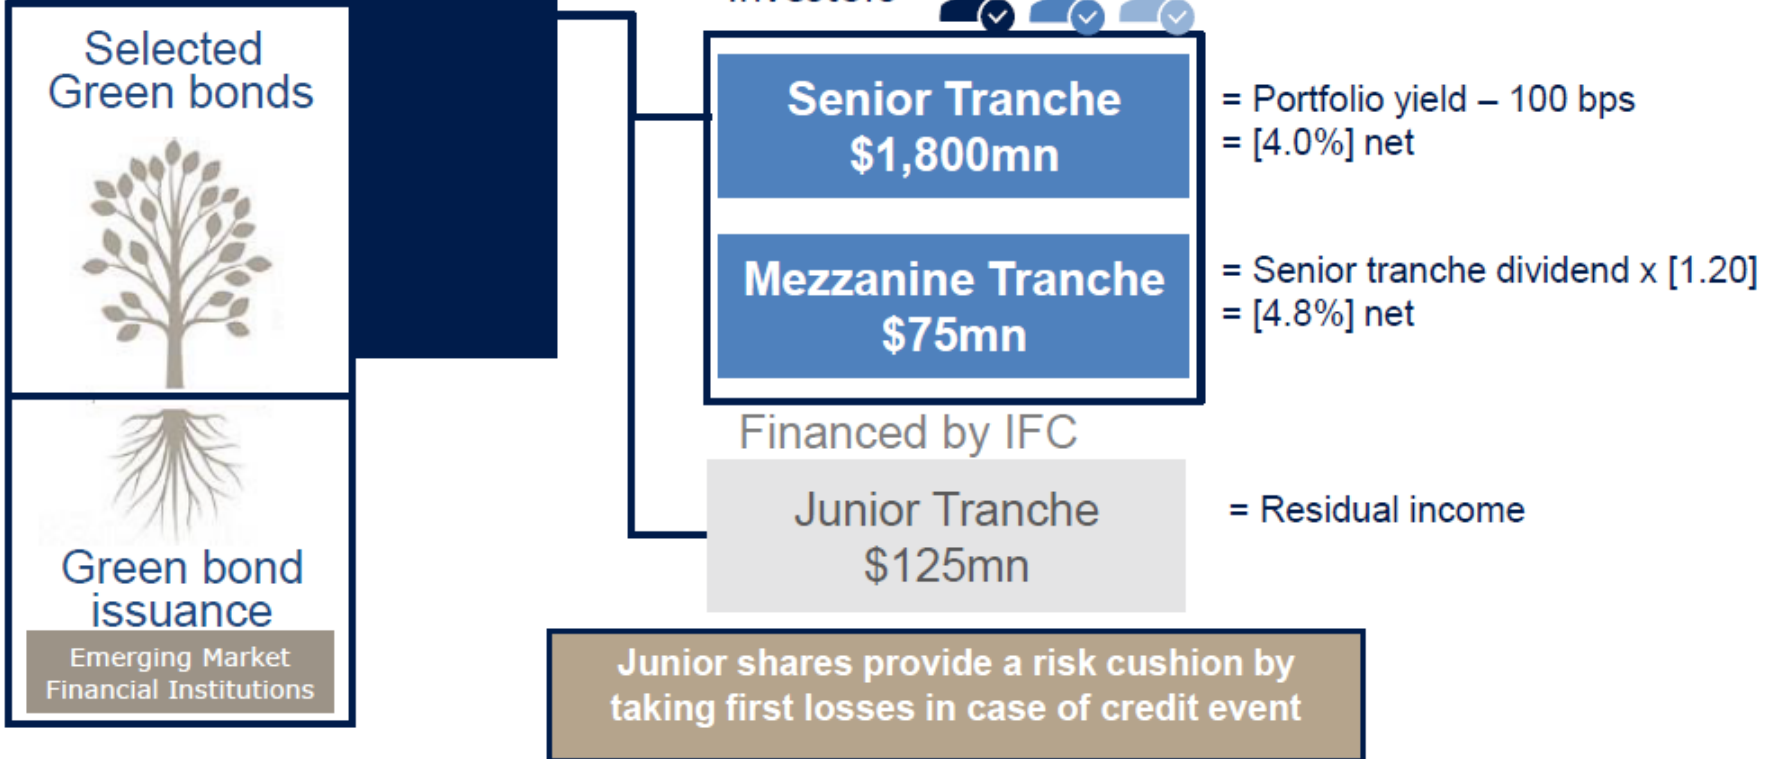 Selected
Green bonds
Senior Tranche
$1,800mn
= Portfolio yield – 100 bps
= [4.0%] net
Mezzanine Tranche
$75mn
= Senior tranche dividend x [1.20]
= [4.8%] net
Financed by IFC
Junior Tranche
$125mn
= Residual income
Green bond
issuance
Emerging Market
Financial Institutions
Junior shares provide a risk cushion by
taking first losses in case of credit event